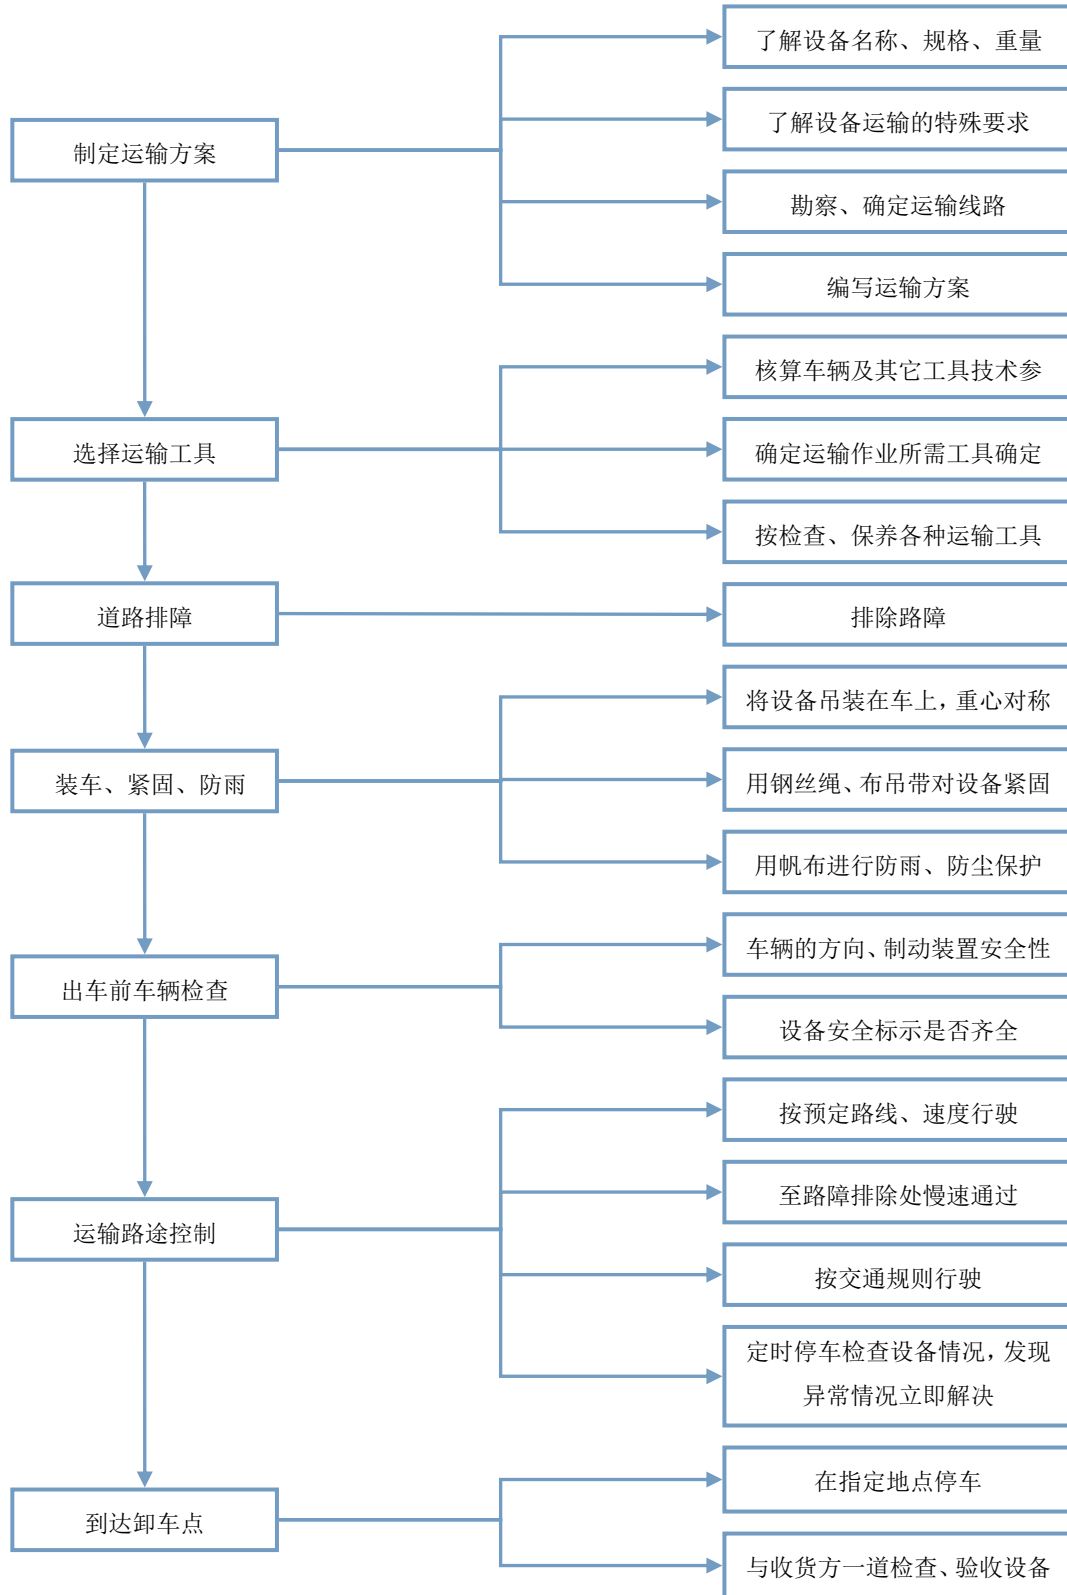 了解设备名称、规格、重量
了解设备运输的特殊要求
制定运输方案
勘察、确定运输线路
编写运输方案
核算车辆及其它工具技术参
选择运输工具
确定运输作业所需工具确定
按检查、保养各种运输工具
道路排障
排除路障
将设备吊装在车上，重心对称
装车、紧固、防雨
用钢丝绳、布吊带对设备紧固
用帆布进行防雨、防尘保护
车辆的方向、制动装置安全性
出车前车辆检查
设备安全标示是否齐全
按预定路线、速度行驶
至路障排除处慢速通过
运输路途控制
按交通规则行驶
定时停车检查设备情况，发现
异常情况立即解决
在指定地点停车
到达卸车点
与收货方一道检查、验收设备